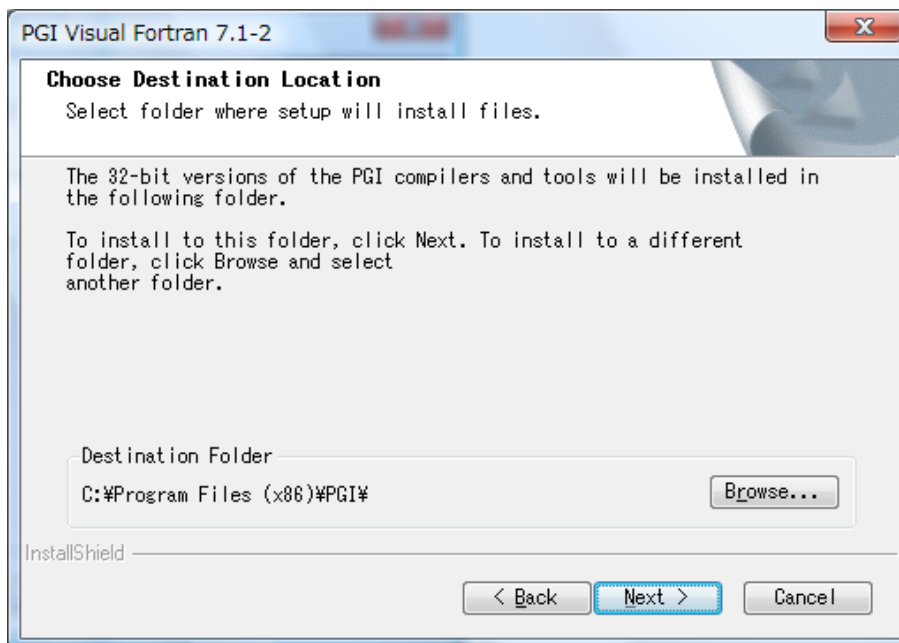 PGI Visual Fortran 7.1-2
Choose Destination Location
Select folder where setup will install files.
The 32-bit versions of the PGI compilers and tools will be installed in
the following folder.
To install to this folder, click Next. To install to a different
folder, click Browse and select
another folder.
Destination Folder
C:¥Program Files (x86)¥PGI¥
Browse...
InstallShield
< Back
Next >
Cancel